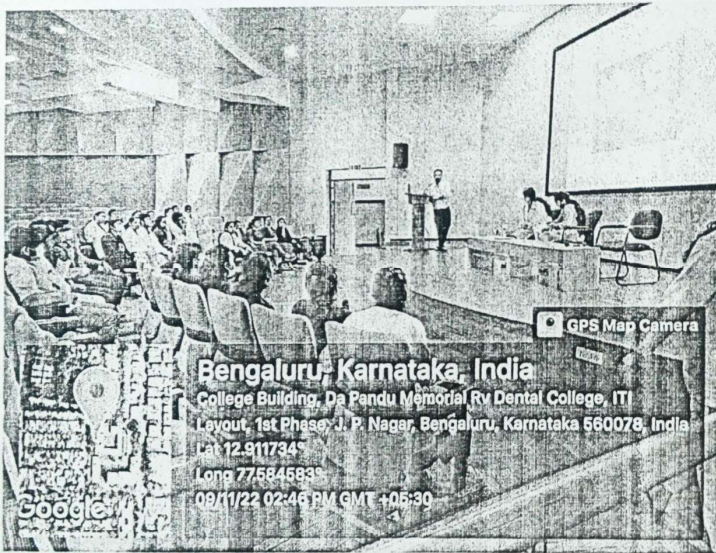 GPS Map Camera
Bengaluru, Karnataka, India
College Building, Da Pandu Memorial Rv Dental College, ITI
Layout, 1st Phase, J. P. Nagar, Bengaluru, Karnataka 560078, India
Lat 12.911734°
Long 77.584583°
09/11/22 02:46 PM GMT +05:30
Google